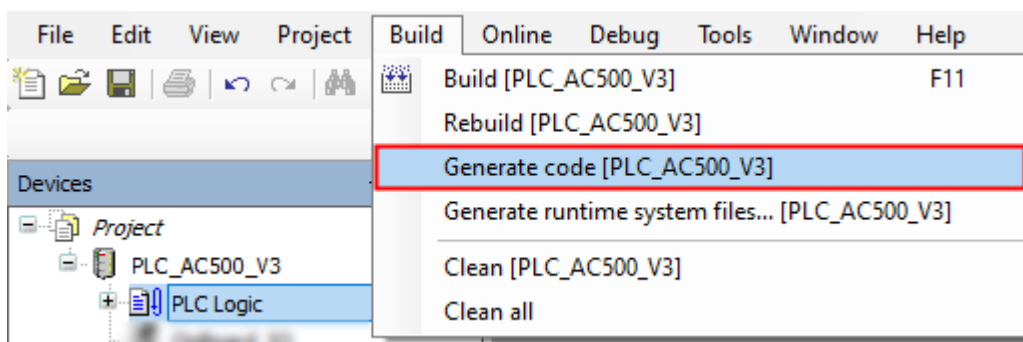 File Edit View Project Build Online Debug Tools Window Help
Build [PLC_AC500_V3] F11
Rebuild [PLC_AC500_V3]
Generate code [PLC_AC500_V3]
Devices
Generate runtime system files... [PLC_AC500_V3]
Project
PLC_AC500_V3
Clean [PLC_AC500_V3]
PLC Logic
Clean all